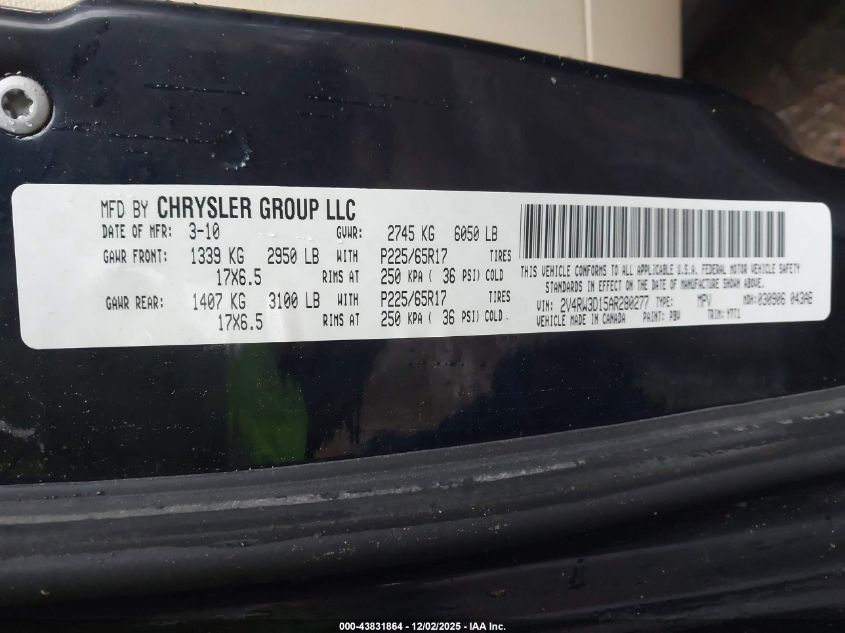 MFD BY CHRYSLER GROUP LLC
DATE OF MFR: 3-10 GVWR: 2745 KG 6050 LB
GAWR FRONT: 1339 KG 2950 LB WITH P225/65R17 TIRES
17X6.5 RIMS AT 250 KPA ( 36 PSI) COLD
GAWR REAR: 1407 KG 3100 LB WITH P225/65R17 TIRES
17X6.5 RIMS AT 250 KPA ( 36 PSI) COLD.
THIS VEHICLE CONFORMS TO ALL APPLICABLE U.S.A. FEDERAL MOTOR VEHICLE SAFETY
STANDARDS IN EFFECT ON THE DATE OF MANUFACTURE SHOWN ABOVE
VIN: 2V4RW3D15AR280277 TYPE: MPV MDH: 030906 043AB
VEHICLE MADE IN CANADA PAINT: PBV TRIM:
000-43831864 - 12/02/2025 - IAA Inc.